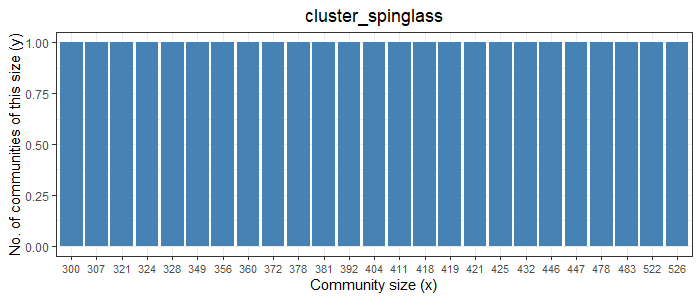 cluster_spinglass
No. of communities of this size (y)
1.00
0.75
0.50
0.25
0.00
300 307 321 324 328 349 356 360 372 378 381 392 404 411 418 419 421 425 432 446 447 478 483 522 526
Community size (x)